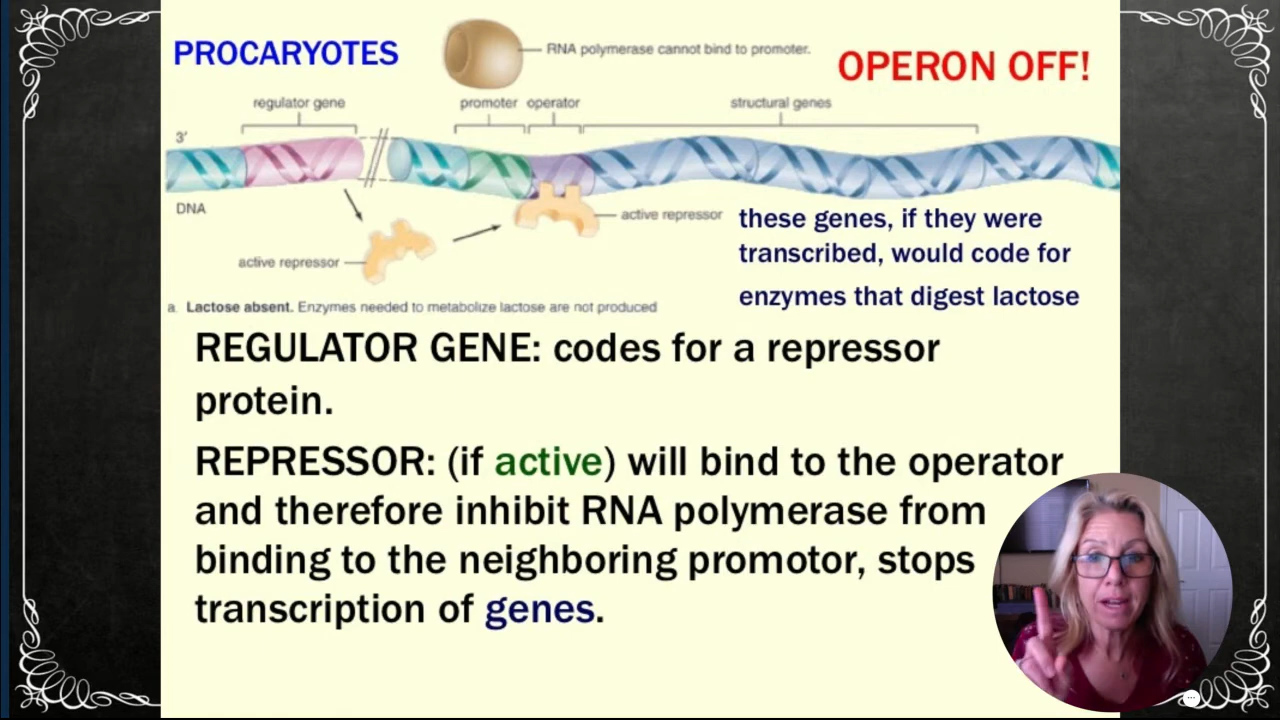 PROCARYOTES
RNA polymerase cannot bind to promoter.
OPERON OFF!
regulator gene
promoter operator
structural genes
3'
DNA
active repressor
these genes, if they were
transcribed, would code for
enzymes that digest lactose
active repressor
a. Lactose absent. Enzymes needed to metabolize lactose are not produced
REGULATOR GENE: codes for a repressor
protein.
REPRESSOR: (if active) will bind to the operator
and therefore inhibit RNA polymerase from
binding to the neighboring promotor, stops
transcription of genes.